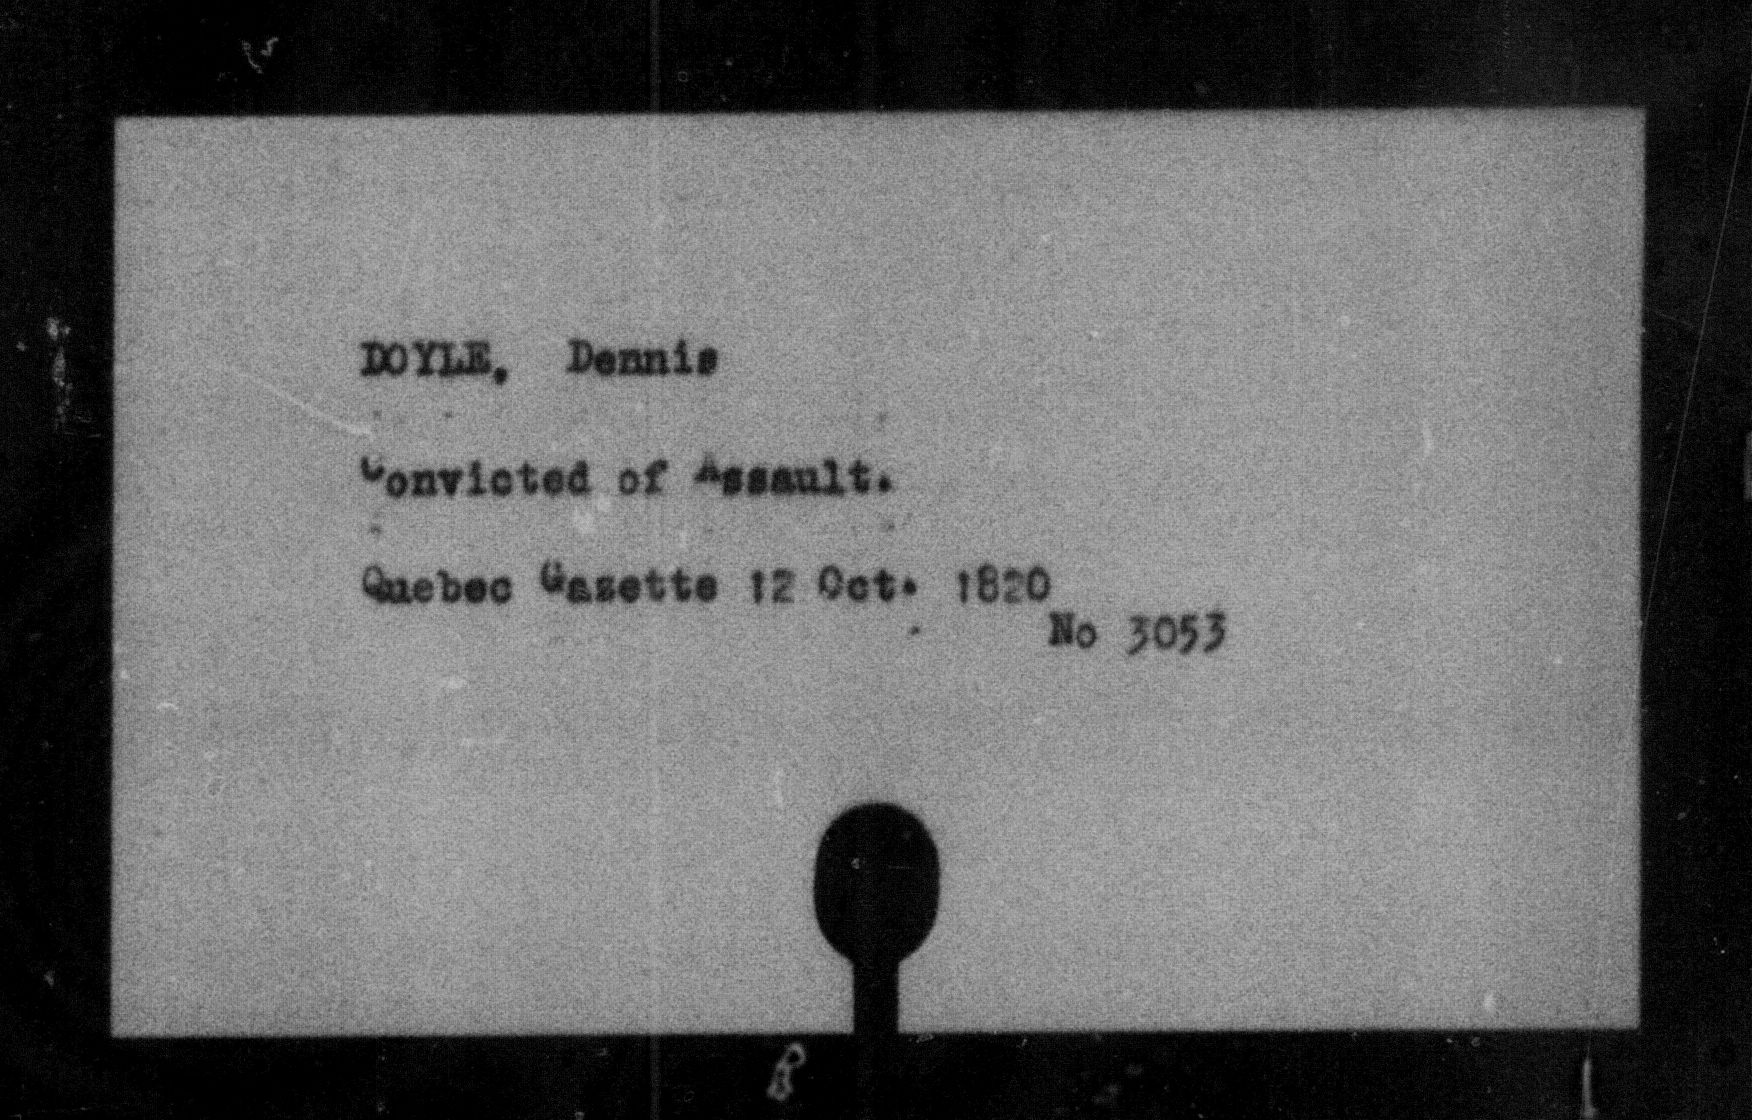 DOYLE, Dennis
Convicted of Assault.
Quebec Gazette 12 Oct. 1820
No 3053